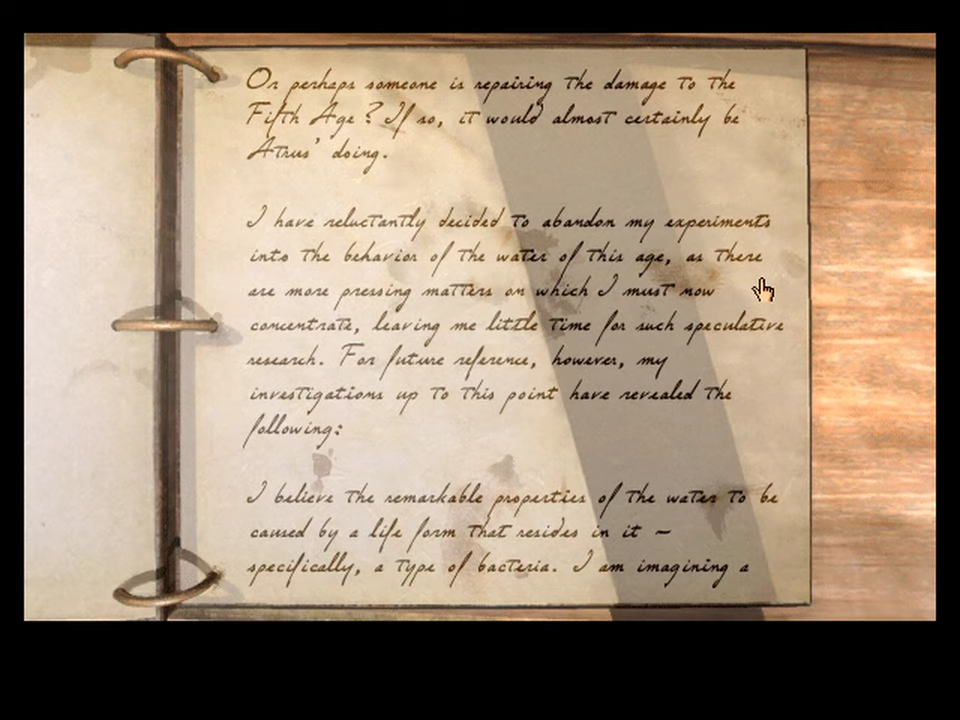 Or perhaps someone is repairing the damage to the
Fifth Age? If so, it would almost certainly be
Atrus' doing.
I have reluctantly decided to abandon my experiments
into the behavior of the water of this age, as there
are more pressing matters on which I must now
concentrate, leaving me little time for such speculative
research. For future reference, however, my
investigations up to this point have revealed the
following:
I believe the remarkable properties of the water to be
caused by a life form that resides in it –
specifically, a type of bacteria. I am imagining a